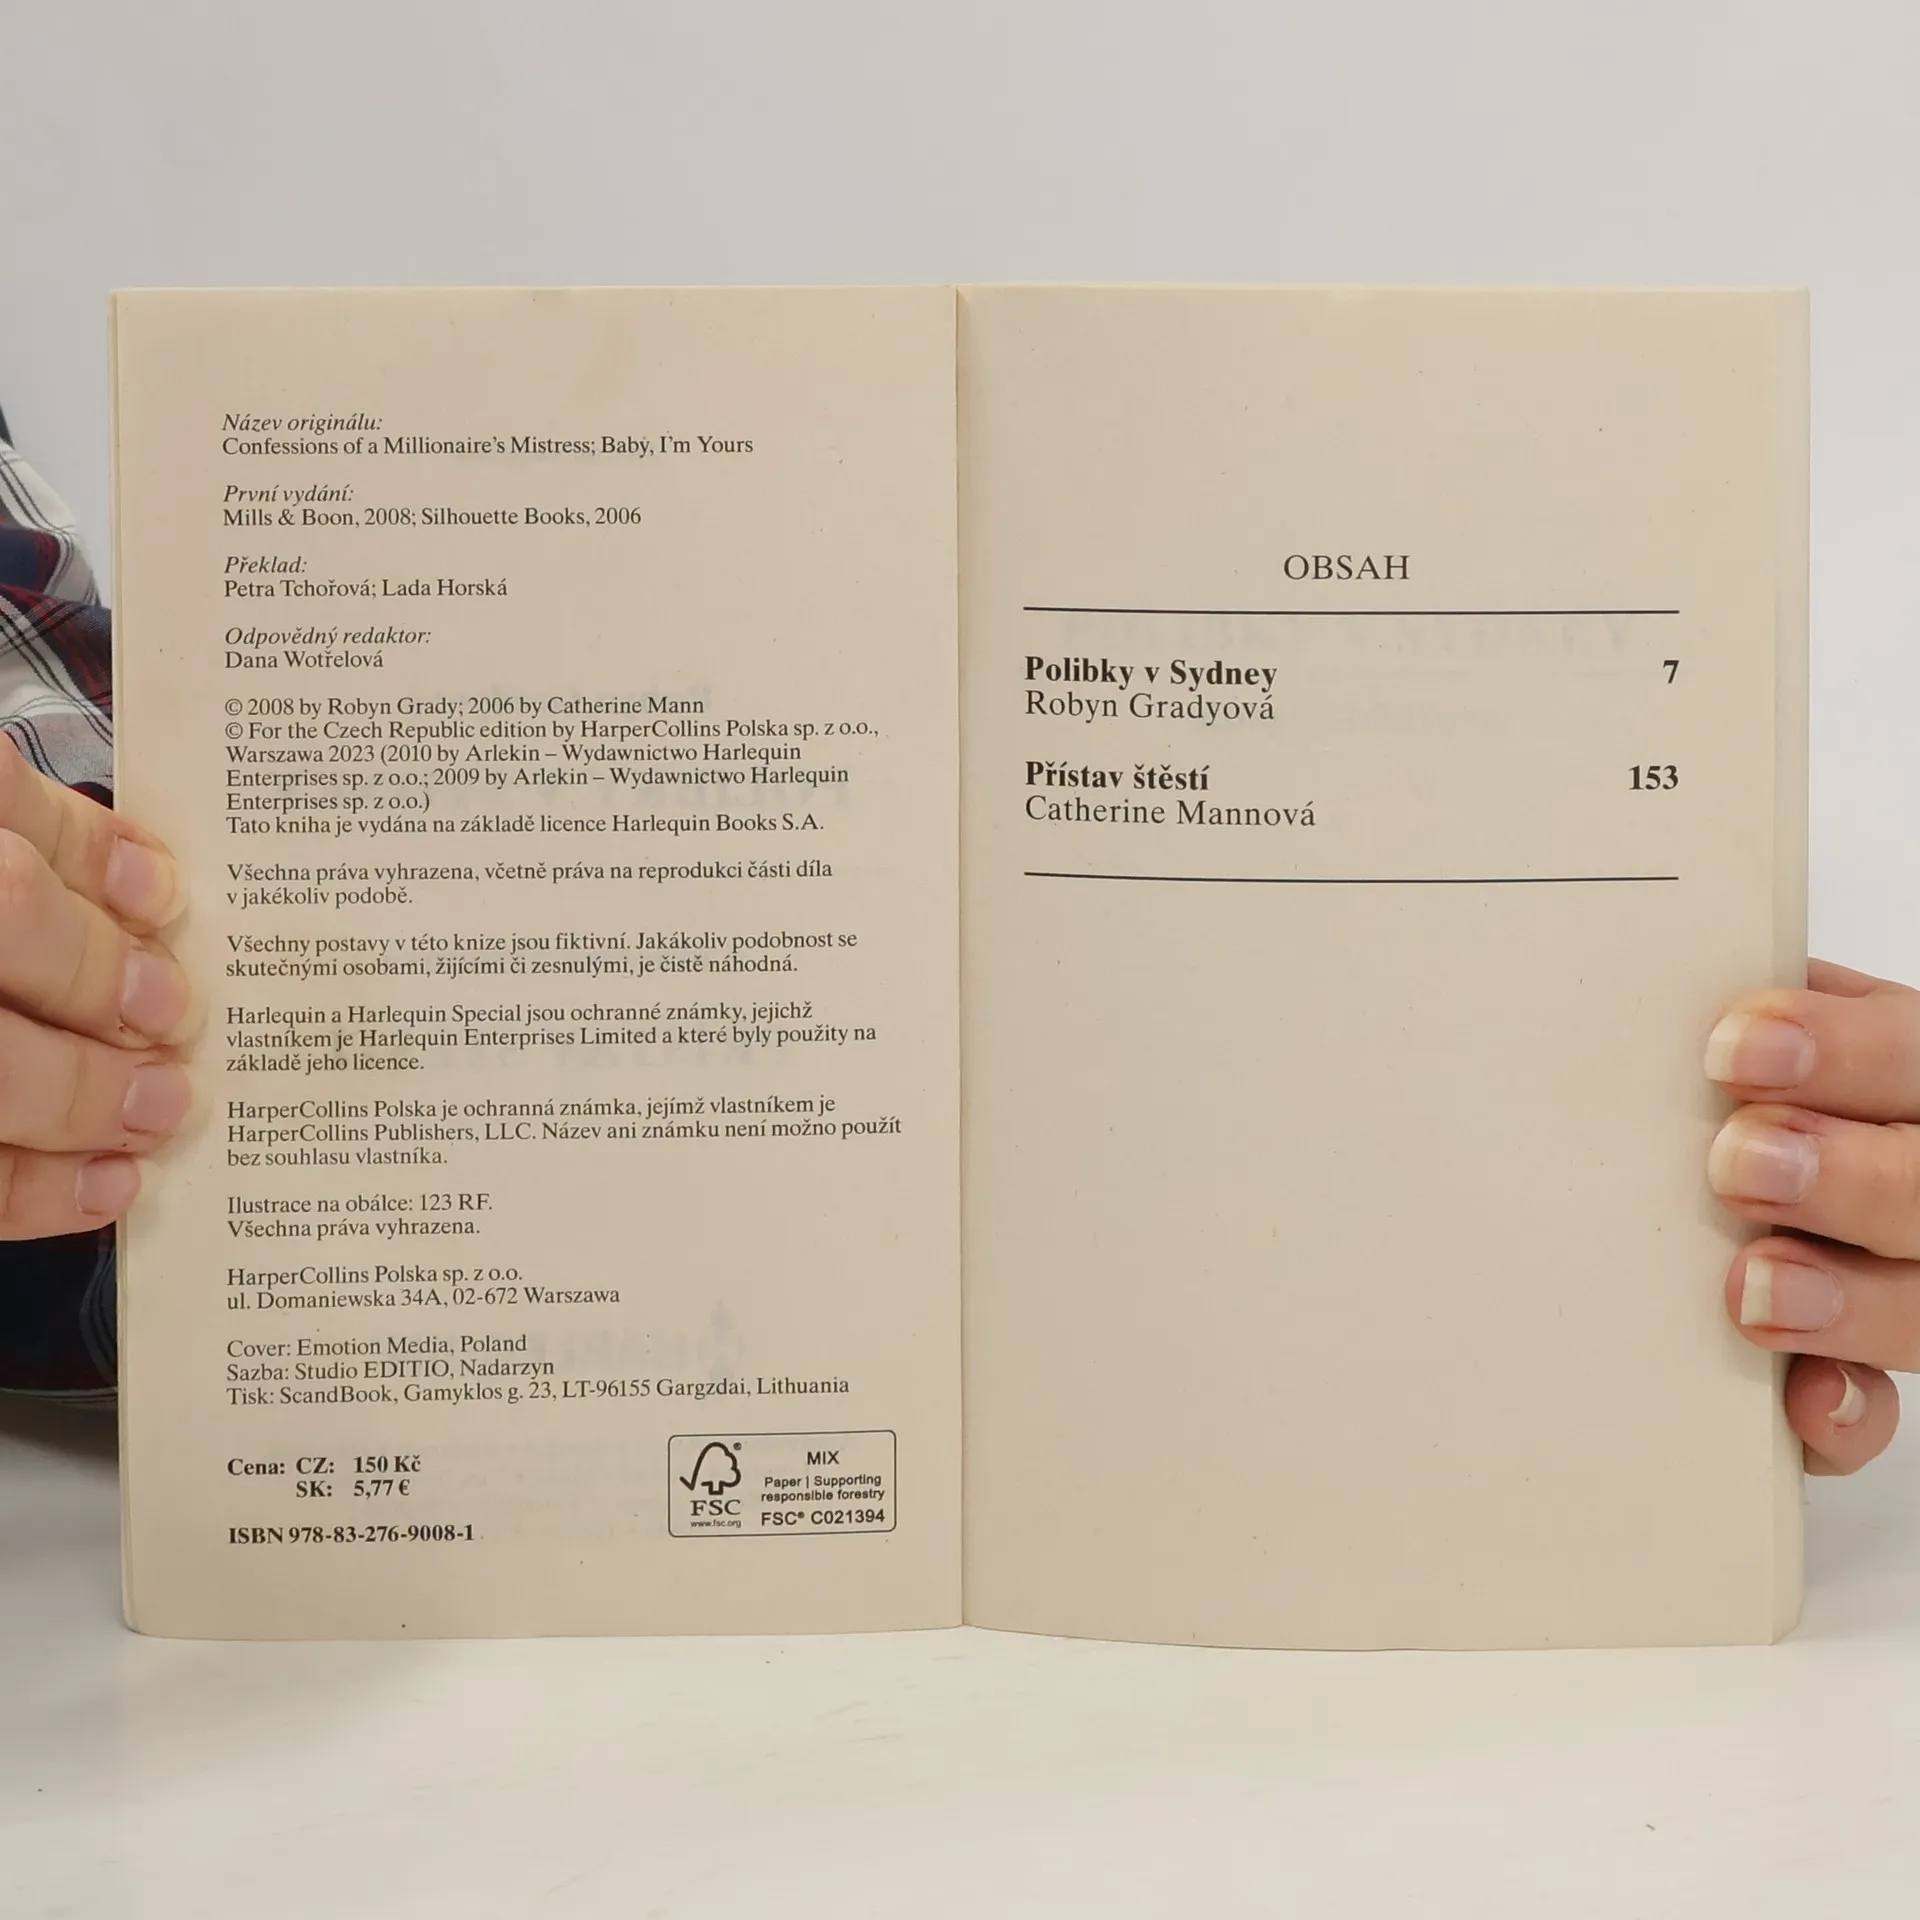 Název originálu:
Confessions of a Millionaire's Mistress; Baby, I'm Yours
První vydání:
Mills & Boon, 2008; Silhouette Books, 2006
Překlad:
Petra Tchořová; Lada Horská
Odpovědný redaktor:
Dana Wotřelová
© 2008 by Robyn Grady; 2006 by Catherine Mann
© For the Czech Republic edition by HarperCollins Polska sp. z o.o.,
Warszawa 2023 (2010 by Arlekin – Wydawnictwo Harlequin
Enterprises sp. z o.o.; 2009 by Arlekin – Wydawnictwo Harlequin
Enterprises sp. z o.o.)
Tato kniha je vydána na základě licence Harlequin Books S.A.
Všechna práva vyhrazena, včetně práva na reprodukci části díla
v jakékoliv podobě.
Všechny postavy v této knize jsou fiktivní. Jakákoliv podobnost se
skutečnými osobami, žijícími či zesnulými, je čistě náhodná.
Harlequin a Harlequin Special jsou ochranné známky, jejichž
vlastníkem je Harlequin Enterprises Limited a které byly použity na
základě jeho licence.
HarperCollins Polska je ochranná známka, jejímž vlastníkem je
HarperCollins Publishers, LLC. Název ani známku není možno použít
bez souhlasu vlastníka.
Ilustrace na obálce: 123 RF.
Všechna práva vyhrazena.
HarperCollins Polska sp. z o.o.
ul. Domaniewska 34A, 02-672 Warszawa
Cover: Emotion Media, Poland
Sazba: Studio EDITIO, Nadarzyn
Tisk: ScandBook, Gamyklos g. 23, LT-96155 Gargzdai, Lithuania
Cena: CZ: 150 Kč
SK: 5,77 €
ISBN 978-83-276-9008-1
FSC
www.fsc.org
MIX
Paper | Supporting
responsible forestry
FSC® C021394
OBSAH
Polibky v Sydney 7
Robyn Gradyová
Přístav štěstí 153
Catherine Mannová